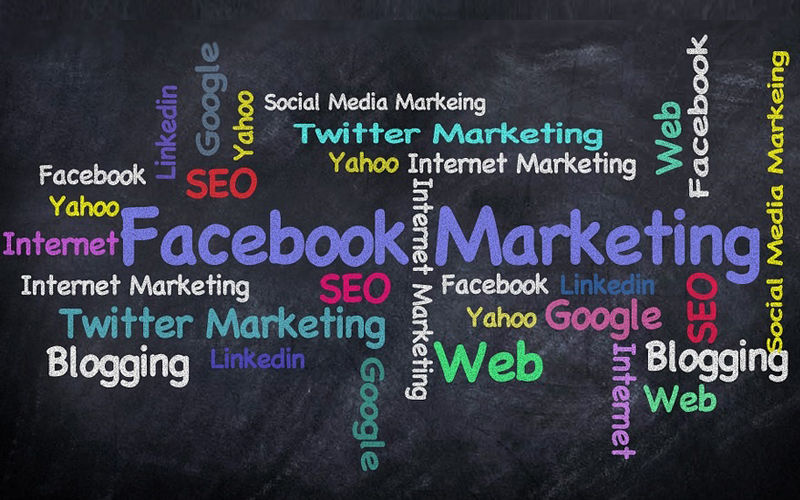 Linkedin
Google
Yahoo
Social Media Markeing
Web
Facebook
Social Media Markeing
Twitter Marketing
Yahoo Internet Marketing
Facebook
SEO
Yahoo
Internet
Facebook Marketing
Internet Marketing
Internet Marketing
SEO
Facebook Linkedin
SEO
Twitter Marketing
Yahoo Google
Blogging
Linkedin
Google
Web
Internet
Blogging
Web